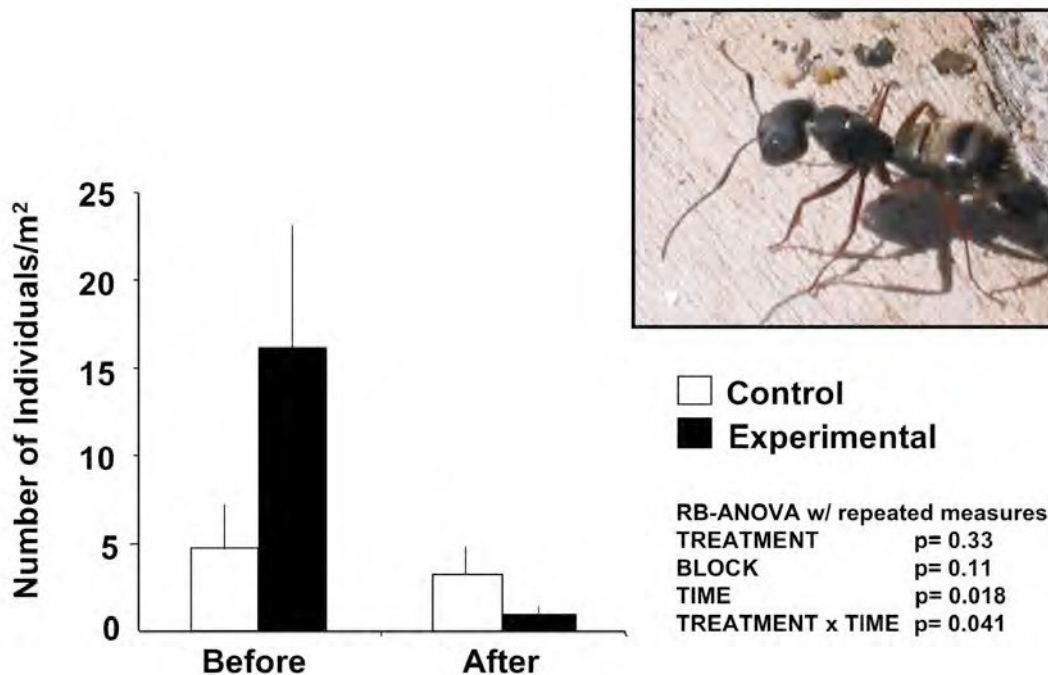 Number of Individuals/m²
25
20
15
10
5
0
Before After
Control
Experimental
RB-ANOVA w/ repeated measures
TREATMENT p= 0.33
BLOCK p= 0.11
TIME p= 0.018
TREATMENT x TIME p= 0.041